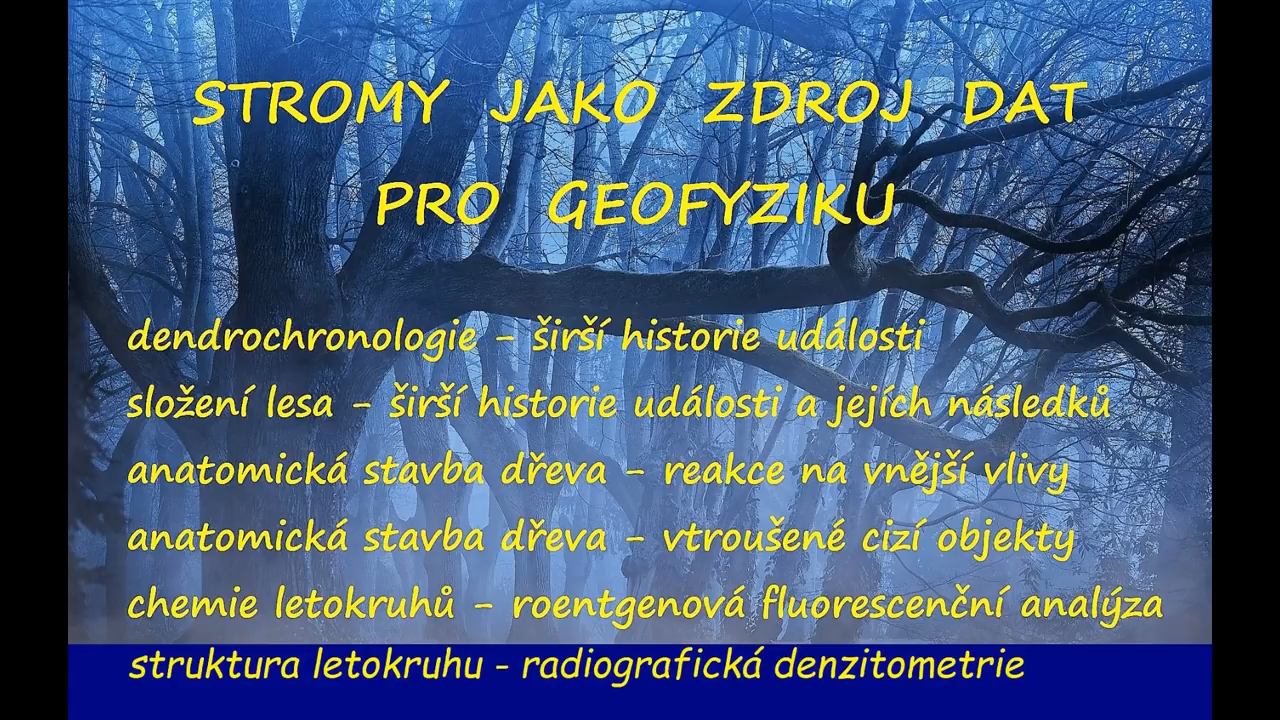 STROMY JAKO ZDROJ DAT
PRO GEOFYZIKU
dendrochronologie – širší historie události
složení lesa – širší historie události a jejích následků
anatomická stavba dřeva – reakce na vnější vlivy
anatomická stavba dřeva – vtroušené cizí objekty
chemie letokruhů – roentgenová fluorescenční analýza
struktura letokruhu - radiografická denzitometrie